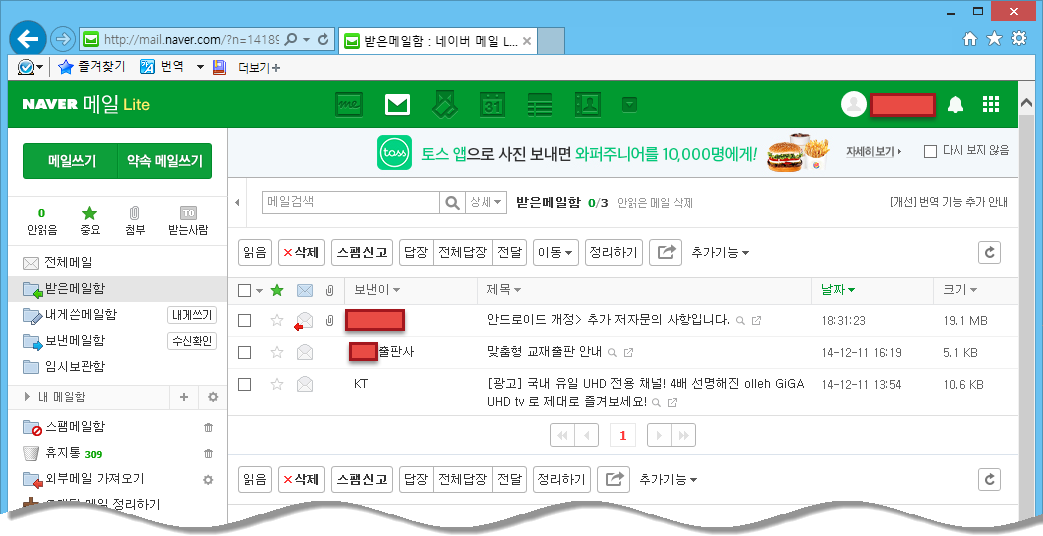 http://mail.naver.com/?n=14189
받은메일함 : 네이버 메일 L...
즐겨찾기 번역 더보기+
NAVER 메일 Lite
me 31
메일쓰기 약속 메일쓰기
toss 토스 앱으로 사진 보내면 와퍼주니어를 10,000명에게! 자세히보기 다시 보지 않음
0 안읽음
중요
첨부
TO 받는사람
메일검색 상세 받은메일함 0/3 안읽은 메일 삭제 [개선] 번역 기능 추가 안내
전체메일
받은메일함
내게쓴메일함 내게쓰기
보낸메일함 수신확인
임시보관함
내 메일함 +
스팸메일함
휴지통 309
외부메일 가져오기
메일 정리하기
읽음 ×삭제 스팸신고 답장 전체답장 전달 이동 정리하기 추가기능
보낸이 제목 날짜 크기
안드로이드 개정> 추가 저자문의 사항입니다. 18:31:23 19.1 MB
출판사 맞춤형 교재출판 안내 14-12-11 16:19 5.1 KB
KT [광고] 국내 유일 UHD 전용 채널! 4배 선명해진 olleh GiGA 14-12-11 13:54 10.6 KB
UHD tv 로 제대로 즐겨보세요!
1
읽음 ×삭제 스팸신고 답장 전체답장 전달 정리하기 추가기능